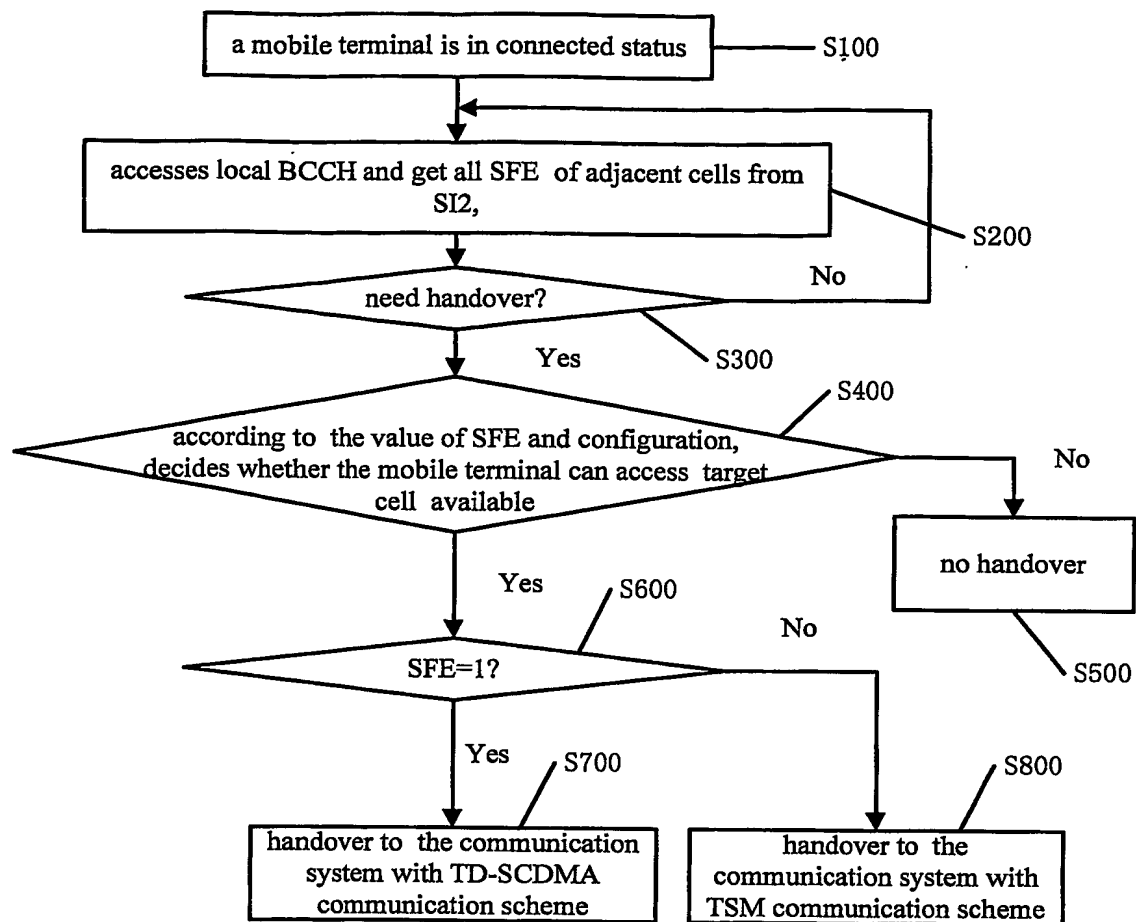 a mobile terminal is in connected status
S100
accesses local BCCH and get all SFE of adjacent cells from
SI2,
S200
No
need handover?
S300
Yes
S400
according to the value of SFE and configuration,
decides whether the mobile terminal can access target
cell available
No
no handover
S500
Yes
S600
No
SFE=1?
Yes
S700
S800
handover to the communication
system with TD-SCDMA
communication scheme
handover to the
communication system with
TSM communication scheme